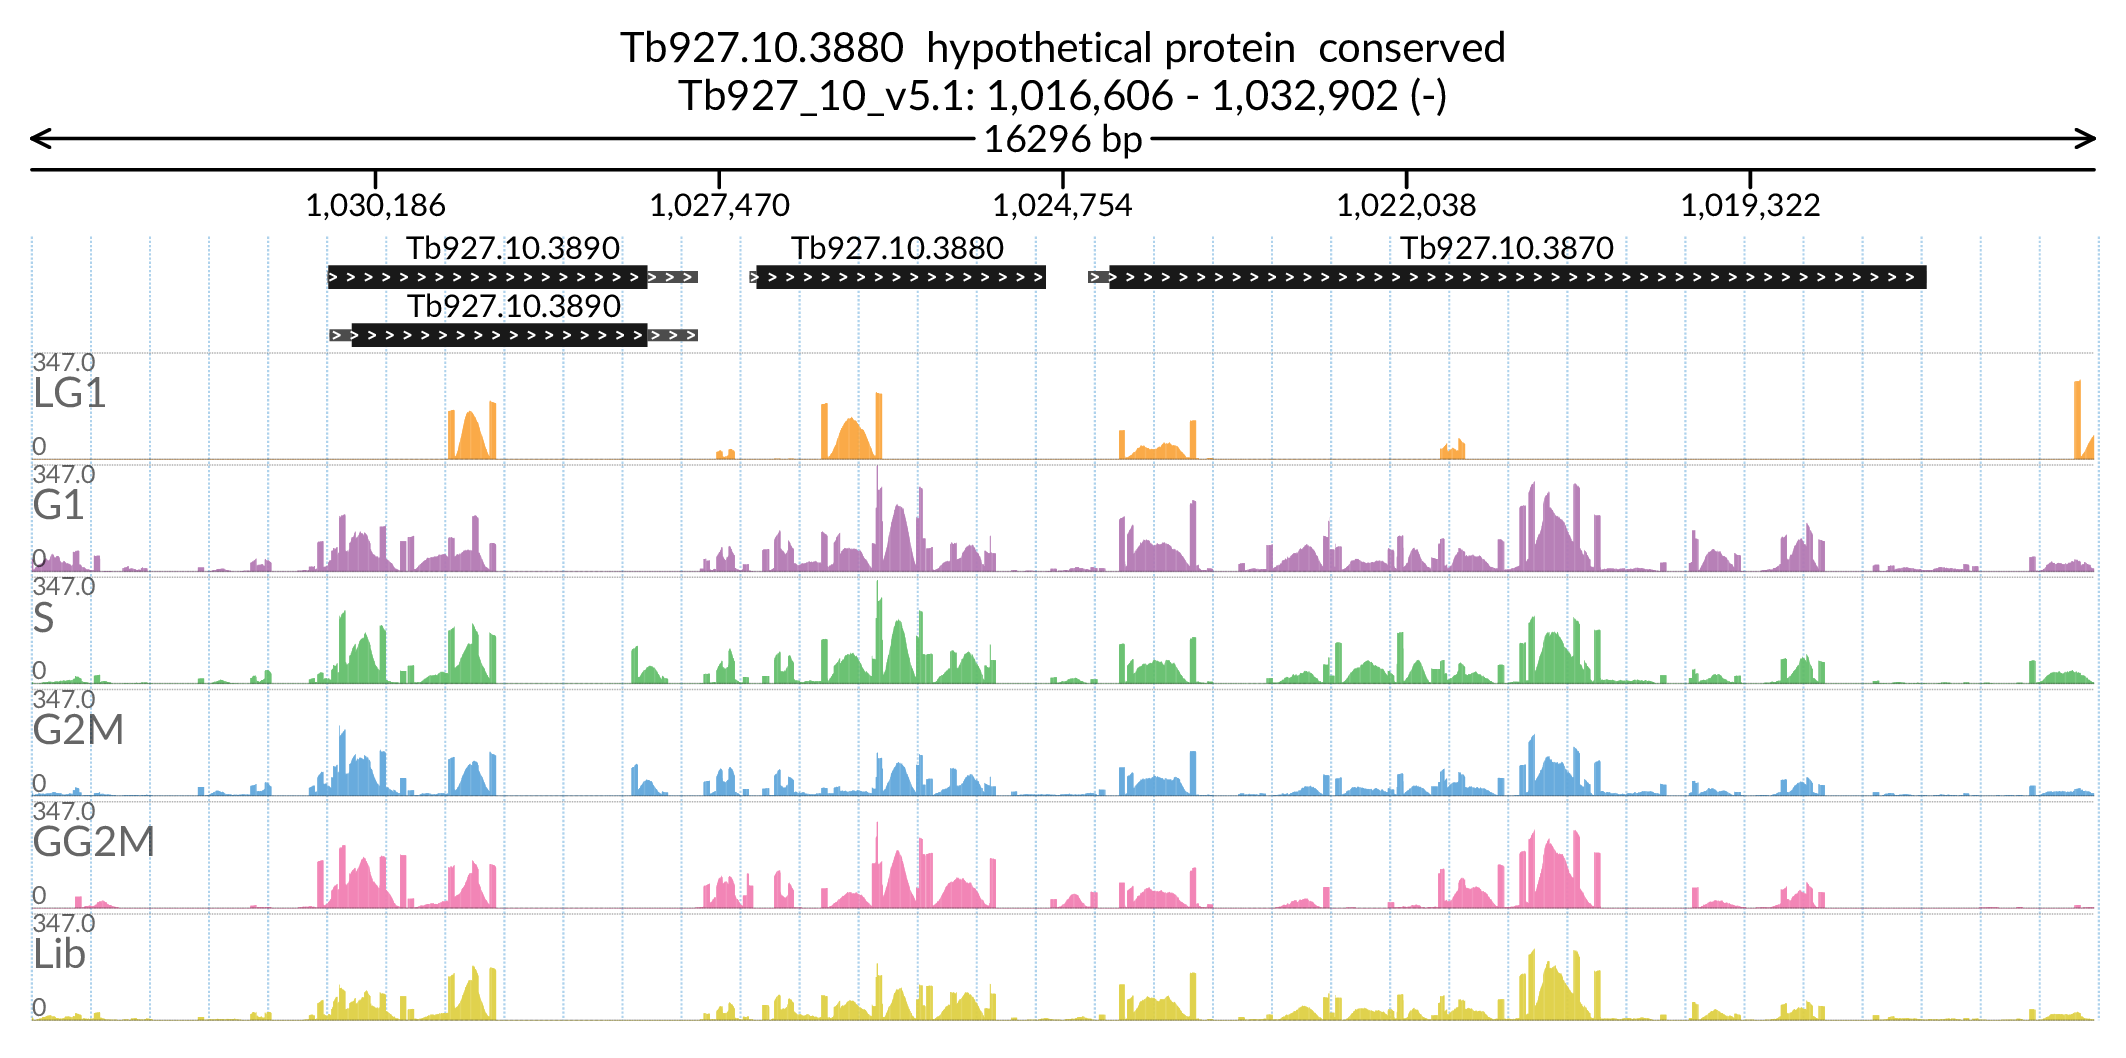 Tb927.10.3880  hypothetical protein  conserved
Tb927_10_v5.1: 1,016,606 - 1,032,902 (-)
16296 bp
1,030,186 1,027,470 1,024,754 1,022,038 1,019,322
Tb927.10.3890 Tb927.10.3880 Tb927.10.3870
Tb927.10.3890
347.0
LG1
0
347.0
G1
0
347.0
S
0
347.0
G2M
0
347.0
GG2M
0
347.0
Lib
0